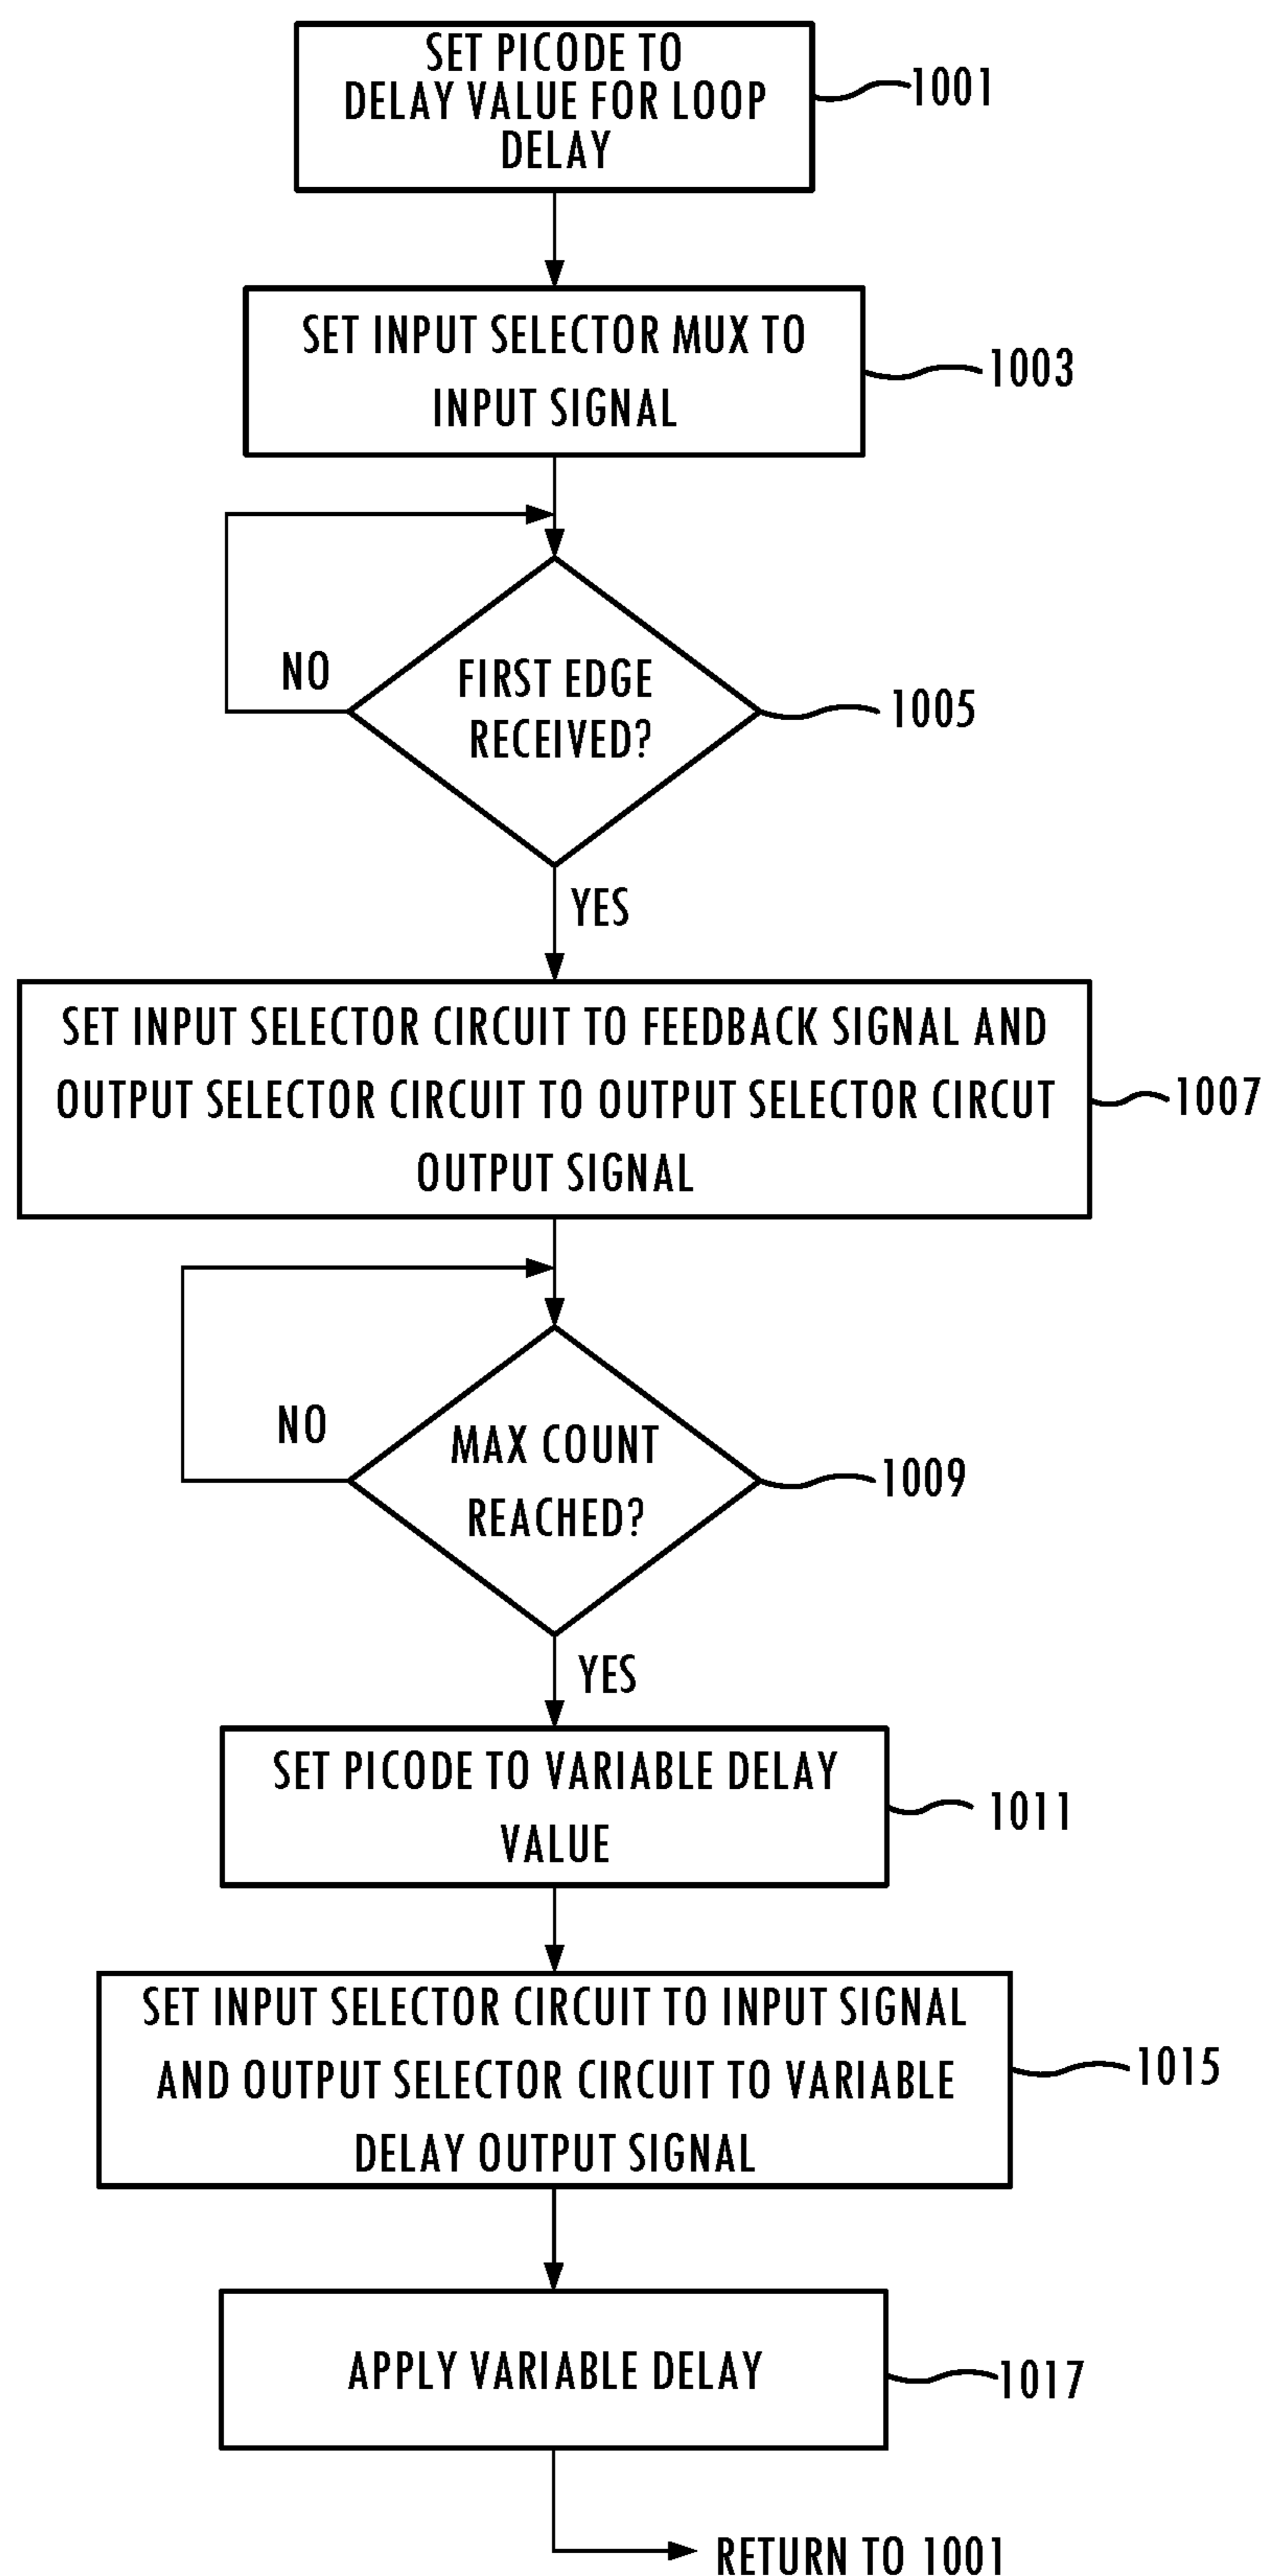 SET PICODE TO
DELAY VALUE FOR LOOP
DELAY
1001
SET INPUT SELECTOR MUX TO
INPUT SIGNAL
1003
NO
FIRST EDGE
RECEIVED?
1005
YES
SET INPUT SELECTOR CIRCUIT TO FEEDBACK SIGNAL AND
OUTPUT SELECTOR CIRCUIT TO OUTPUT SELECTOR CIRCUT
OUTPUT SIGNAL
1007
NO
MAX COUNT
REACHED?
1009
YES
SET PICODE TO VARIABLE DELAY
VALUE
1011
SET INPUT SELECTOR CIRCUIT TO INPUT SIGNAL
AND OUTPUT SELECTOR CIRCUIT TO VARIABLE
DELAY OUTPUT SIGNAL
1015
APPLY VARIABLE DELAY
1017
RETURN TO 1001